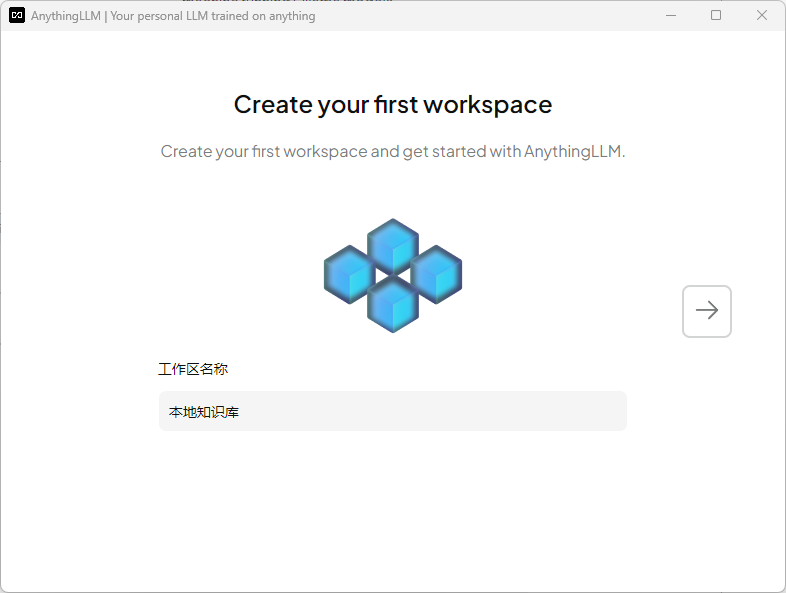 AnythingLLM | Your personal LLM trained on anything
Create your first workspace
Create your first workspace and get started with AnythingLLM.
工作区名称
本地知识库